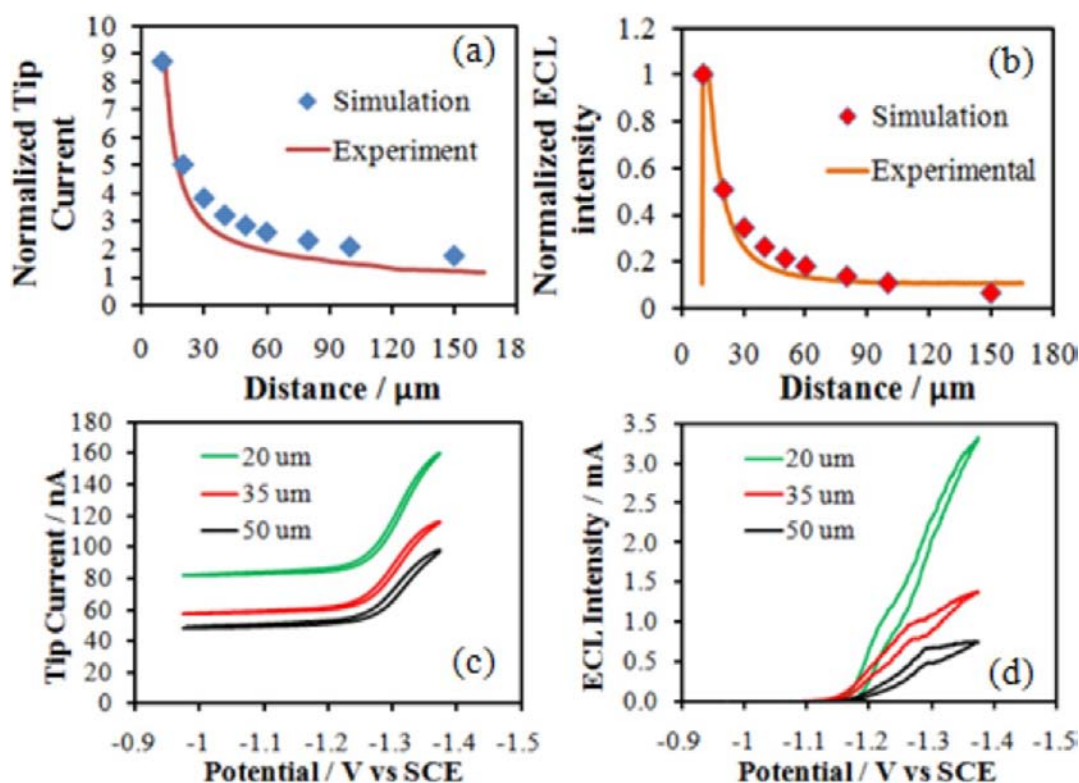 (a)
Normalized Tip
Current
10
9
8
7
6
5
4
3
2
1
0
Simulation
Experiment
0 30 60 90 120 150 18
Distance / μm
(b)
Normalized ECL
intensity
1.2
1
0.8
0.6
0.4
0.2
0
Simulation
Experimental
0 30 60 90 120 150 180
Distance / μm
(c)
Tip Current / nA
180
160
140
120
100
80
60
40
20
0
20 um
35 um
50 um
-0.9 -1 -1.1 -1.2 -1.3 -1.4 -1.5
Potential / V vs SCE
(d)
ECL Intensity / mA
3.5
3.0
2.5
2.0
1.5
1.0
0.5
0.0
20 um
35 um
50 um
-0.9 -1 -1.1 -1.2 -1.3 -1.4 -1.5
Potential / V vs SCE